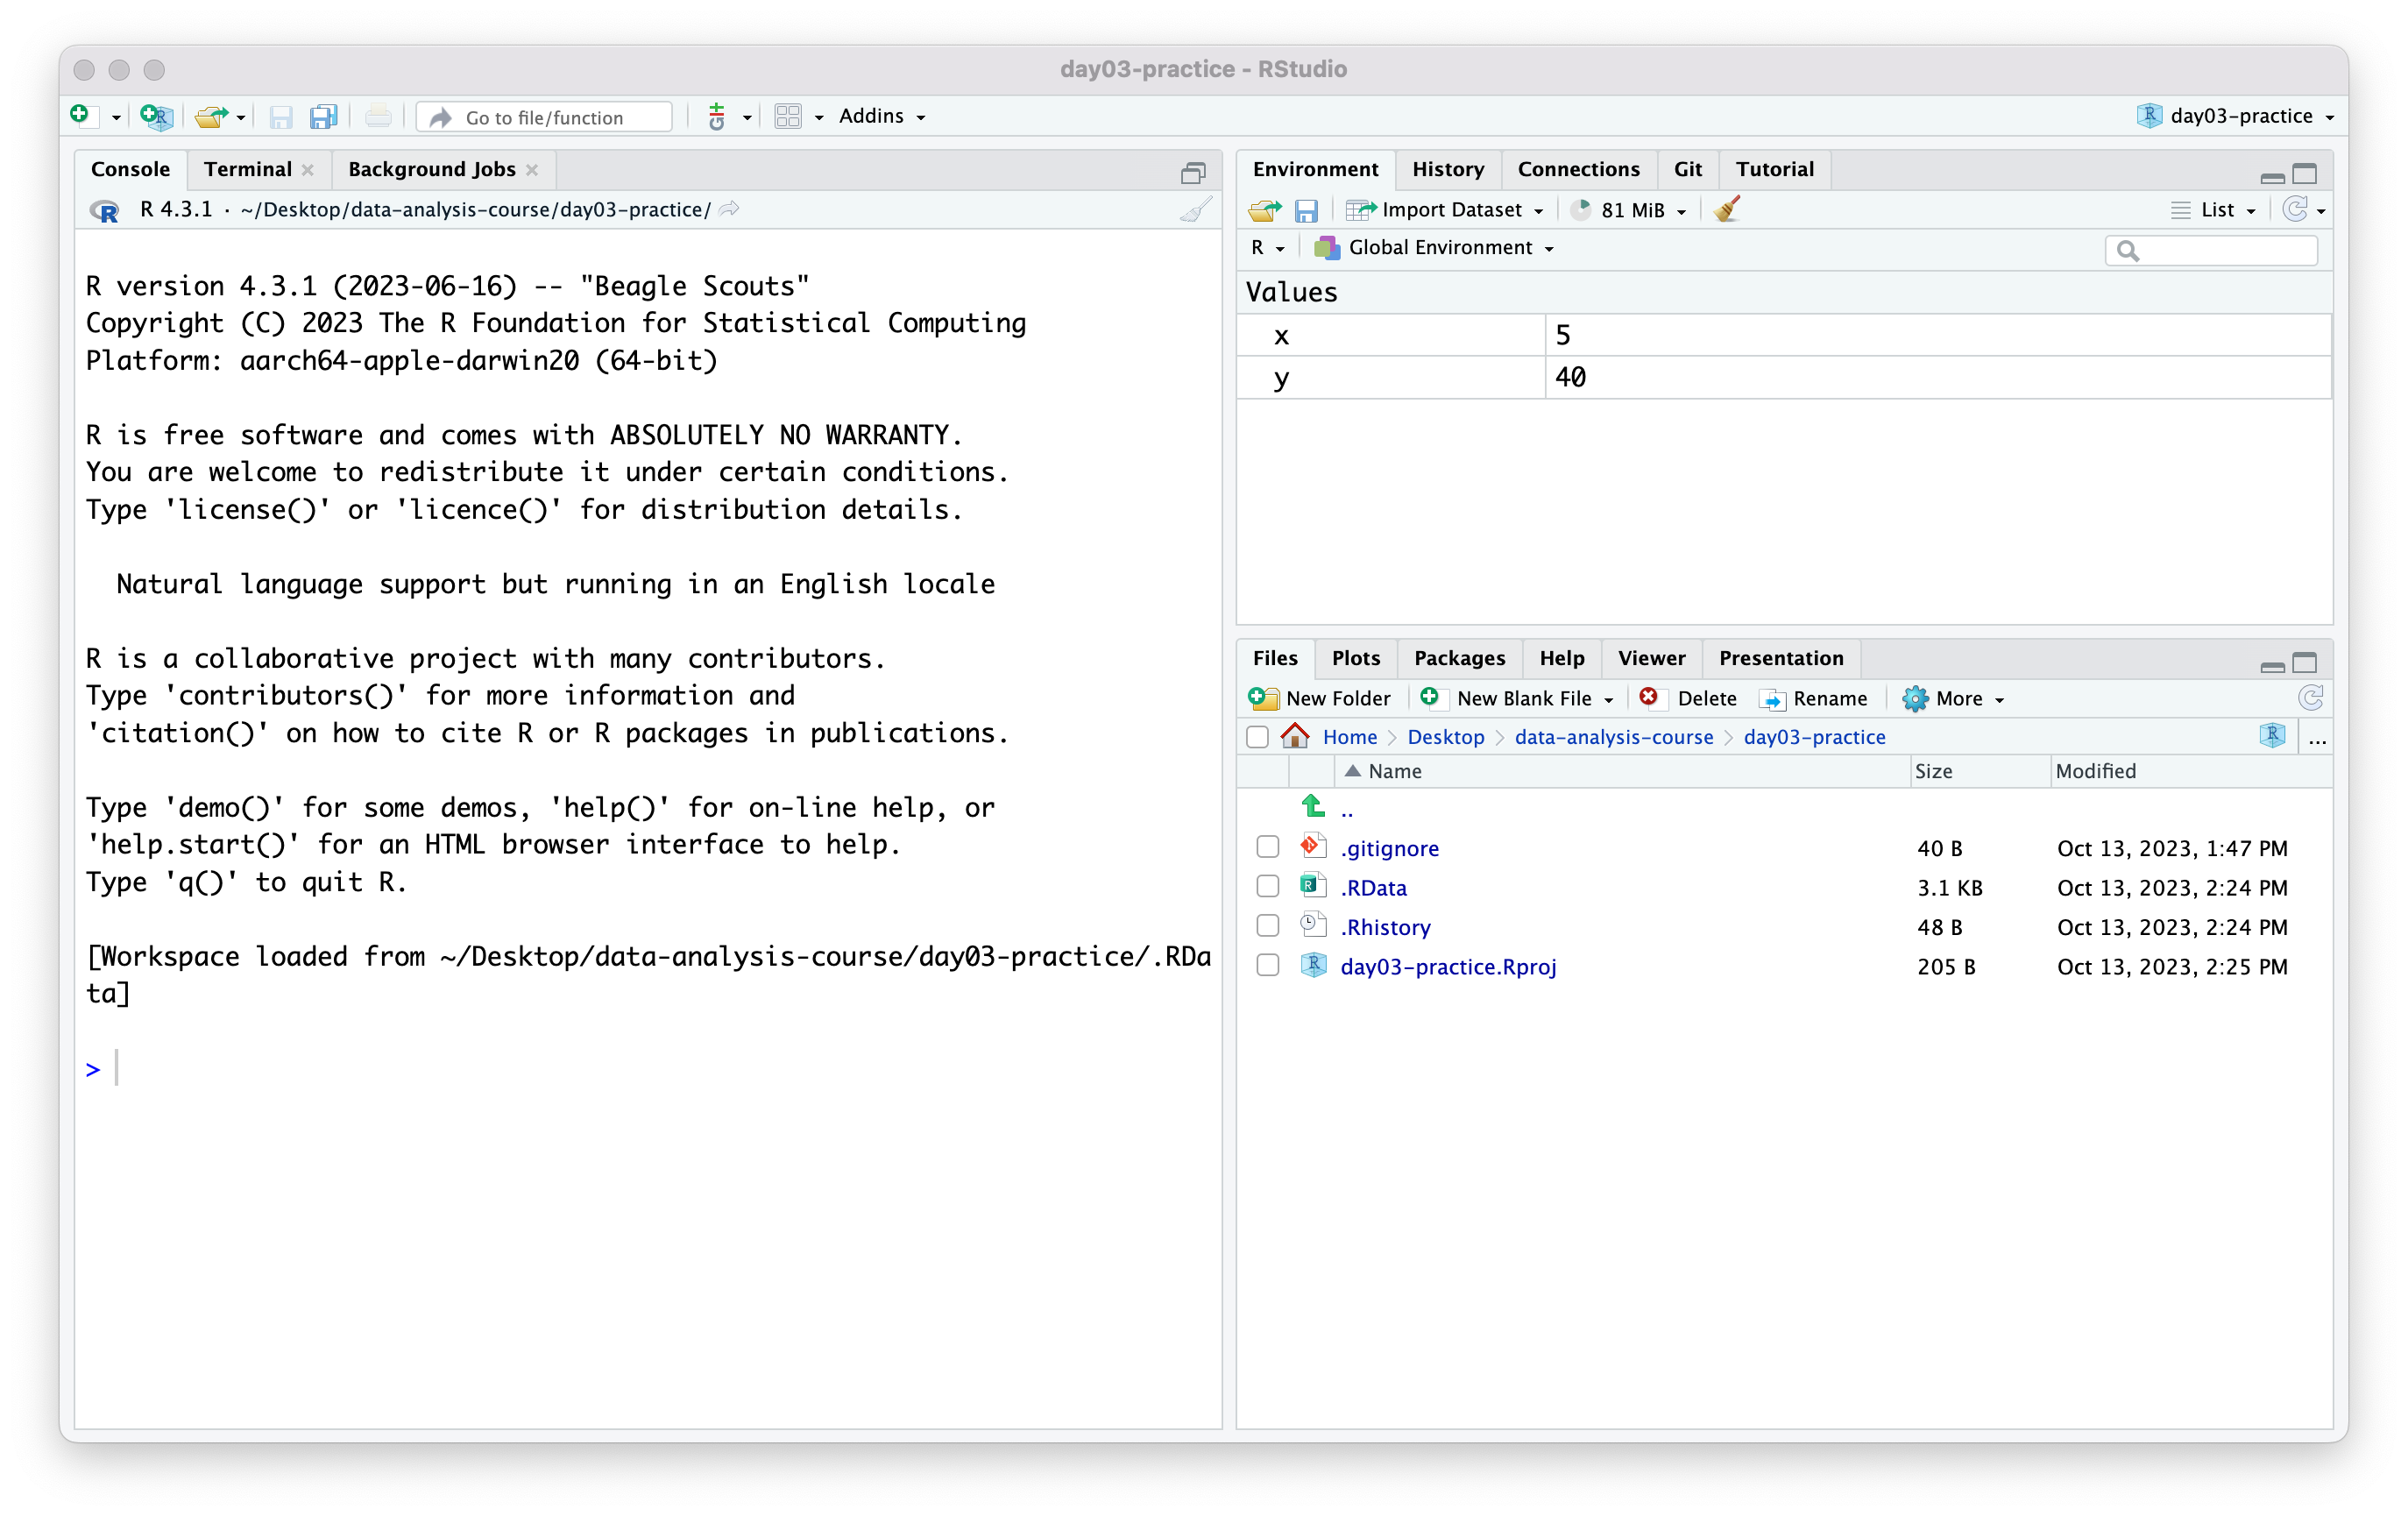 day03-practice - RStudio
Go to file/function
Addins
day03-practice
Console Terminal Background Jobs
R 4.3.1 · ~/Desktop/data-analysis-course/day03-practice/
R version 4.3.1 (2023-06-16) -- "Beagle Scouts"
Copyright (C) 2023 The R Foundation for Statistical Computing
Platform: aarch64-apple-darwin20 (64-bit)
R is free software and comes with ABSOLUTELY NO WARRANTY.
You are welcome to redistribute it under certain conditions.
Type 'license()' or 'licence()' for distribution details.
Natural language support but running in an English locale
R is a collaborative project with many contributors.
Type 'contributors()' for more information and
'citation()' on how to cite R or R packages in publications.
Type 'demo()' for some demos, 'help()' for on-line help, or
'help.start()' for an HTML browser interface to help.
Type 'q()' to quit R.
[Workspace loaded from ~/Desktop/data-analysis-course/day03-practice/.RDa
ta]
>
Environment History Connections Git Tutorial
Import Dataset 81 MiB List
R Global Environment
Values
x 5
y 40
Files Plots Packages Help Viewer Presentation
New Folder New Blank File Delete Rename More
Home > Desktop > data-analysis-course > day03-practice ...
Name Size Modified
..
.gitignore 40 B Oct 13, 2023, 1:47 PM
.RData 3.1 KB Oct 13, 2023, 2:24 PM
.Rhistory 48 B Oct 13, 2023, 2:24 PM
day03-practice.Rproj 205 B Oct 13, 2023, 2:25 PM